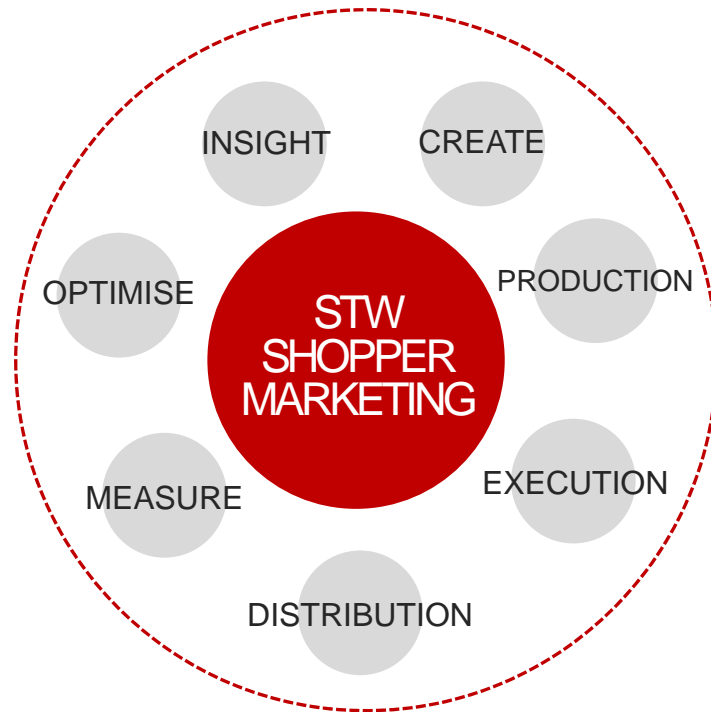 INSIGHT
CREATE
OPTIMISE
PRODUCTION
STW
SHOPPER
MARKETING
MEASURE
EXECUTION
DISTRIBUTION